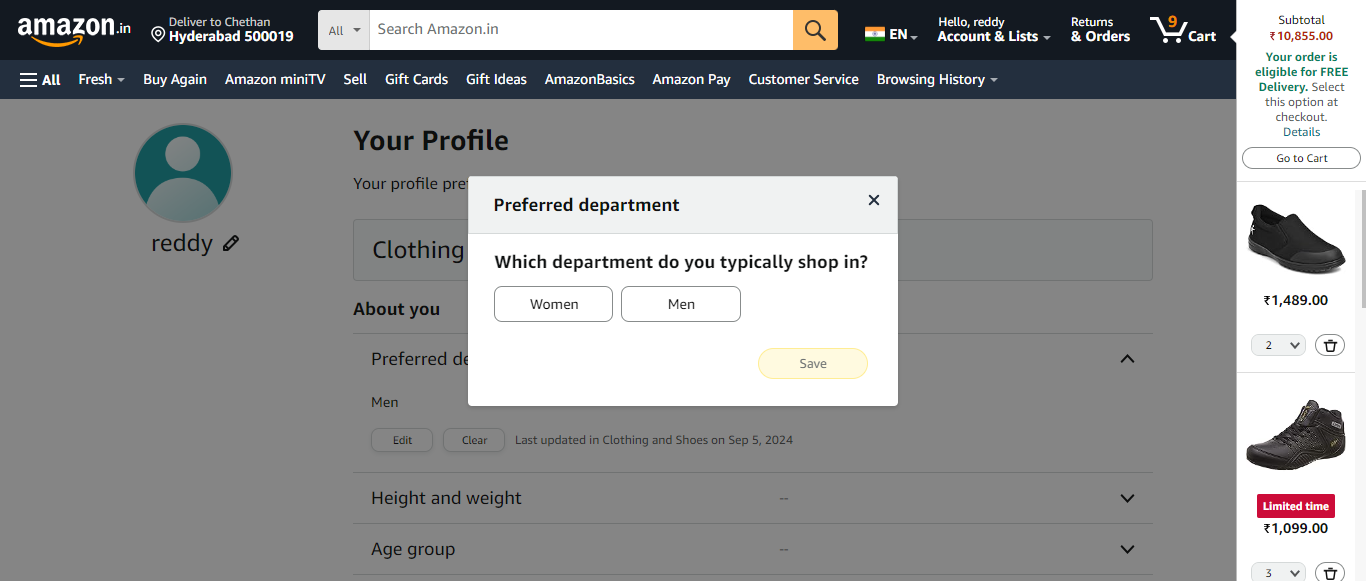 amazon.in
Deliver to Chethan
Hyderabad 500019
All
Search Amazon.in
EN
Hello, reddy
Account & Lists
Returns
& Orders
9
Cart
All
Fresh
Buy Again
Amazon miniTV
Sell
Gift Cards
Gift Ideas
AmazonBasics
Amazon Pay
Customer Service
Browsing History
reddy
Your Profile
Your profile pre
Clothing
About you
Preferred de
Men
Edit
Clear
Last updated in Clothing and Shoes on Sep 5, 2024
Height and weight
--
Age group
--
Preferred department
Which department do you typically shop in?
Women
Men
Save
Subtotal
₹10,855.00
Your order is
eligible for FREE
Delivery. Select
this option at
checkout.
Details
Go to Cart
₹1,489.00
2
Limited time
₹1,099.00
3